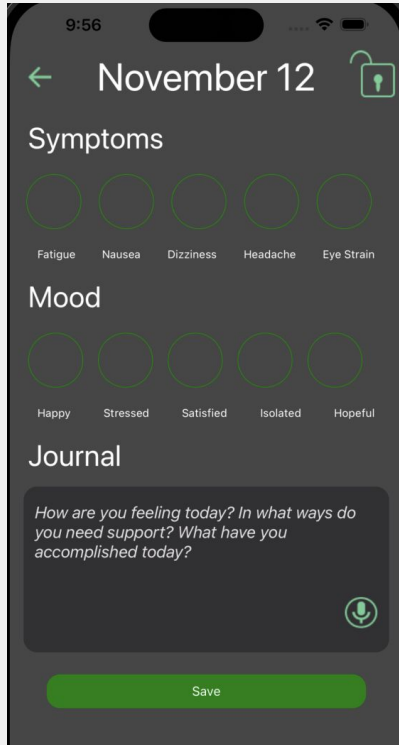 9:56
November 12
Symptoms
Fatigue Nausea Dizziness Headache Eye Strain
Mood
Happy Stressed Satisfied Isolated Hopeful
Journal
How are you feeling today? In what ways do
you need support? What have you
accomplished today?
Save